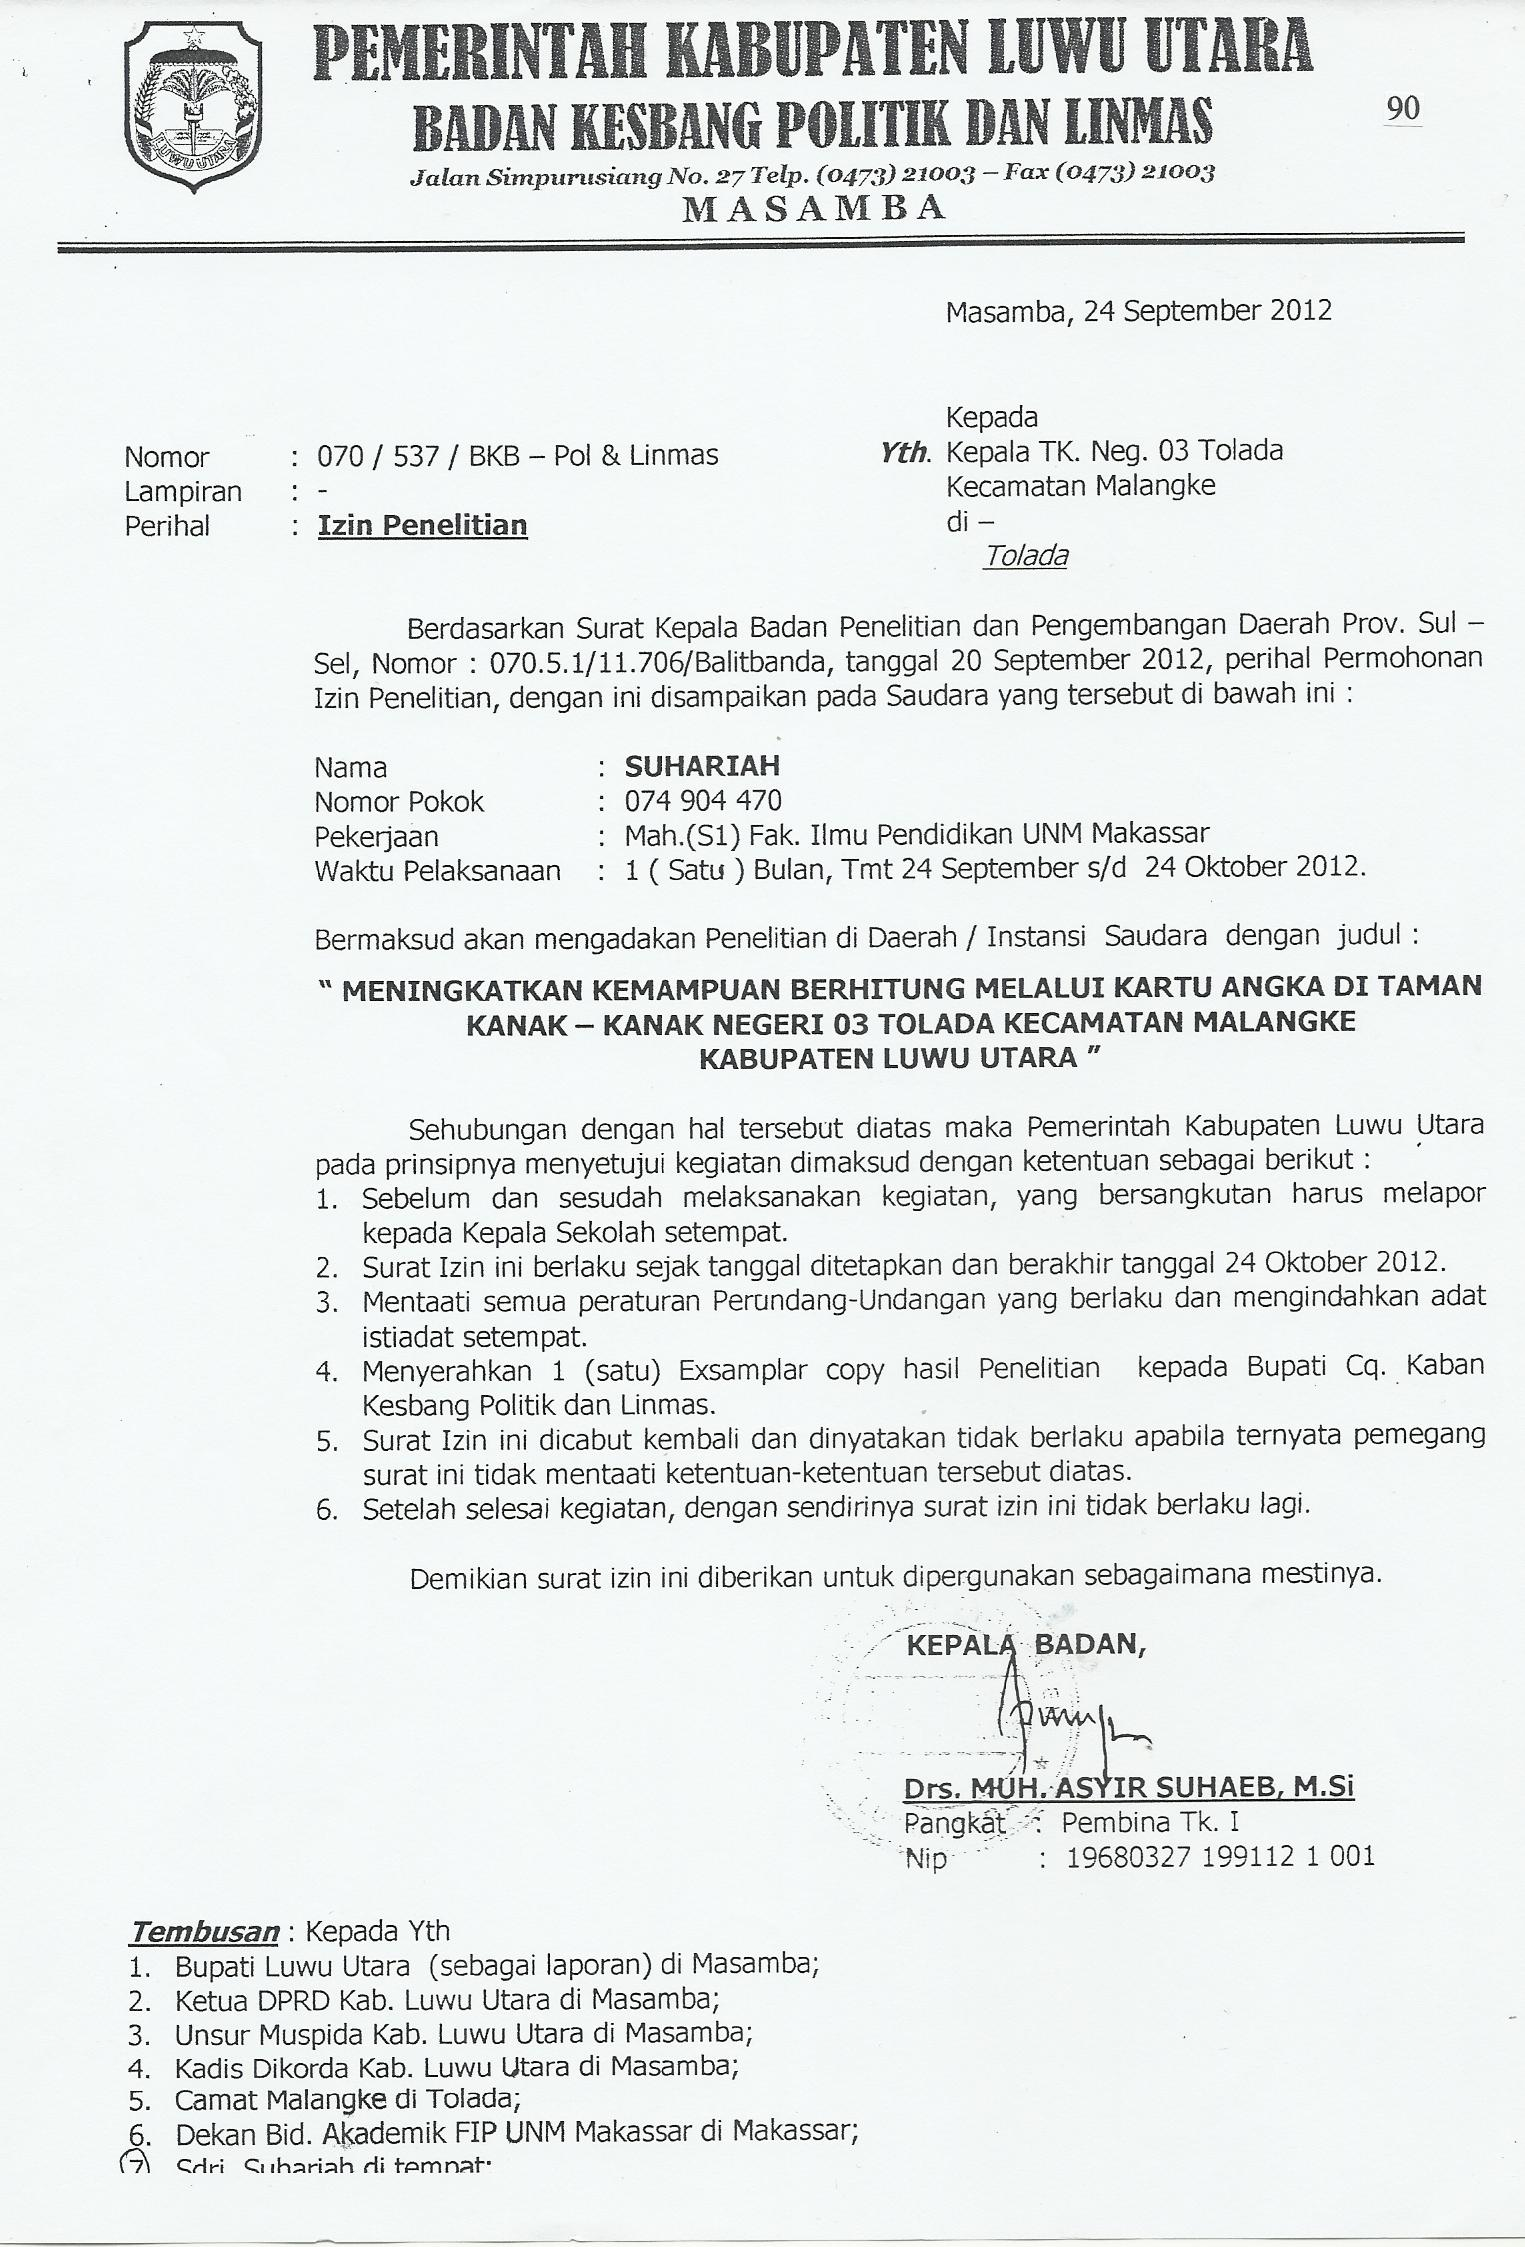 PEMERINTAH KABUPATEN LUWU UTARA
BADAN KESBANG POLITIK DAN LINMAS
Jalan Simpurusiang No. 27 Telp. (0473) 21003 – Fax (0473) 21003
MASAMBA
90
LUWU UTARA
Masamba, 24 September 2012
Kepada
Nomor : 070 / 537 / BKB – Pol & Linmas
Yth. Kepala TK. Neg. 03 Tolada
Lampiran : -
Kecamatan Malangke
Perihal : Izin Penelitian
di –
Tolada
Berdasarkan Surat Kepala Badan Penelitian dan Pengembangan Daerah Prov. Sul –
Sel, Nomor : 070.5.1/11.706/Balitbanda, tanggal 20 September 2012, perihal Permohonan
Izin Penelitian, dengan ini disampaikan pada Saudara yang tersebut di bawah ini :
Nama : SUHARIAH
Nomor Pokok : 074 904 470
Pekerjaan : Mah.(S1) Fak. Ilmu Pendidikan UNM Makassar
Waktu Pelaksanaan : 1 ( Satu ) Bulan, Tmt 24 September s/d 24 Oktober 2012.
Bermaksud akan mengadakan Penelitian di Daerah / Instansi Saudara dengan judul :
“ MENINGKATKAN KEMAMPUAN BERHITUNG MELALUI KARTU ANGKA DI TAMAN
KANAK – KANAK NEGERI 03 TOLADA KECAMATAN MALANGKE
KABUPATEN LUWU UTARA ”
Sehubungan dengan hal tersebut diatas maka Pemerintah Kabupaten Luwu Utara
pada prinsipnya menyetujui kegiatan dimaksud dengan ketentuan sebagai berikut :
1. Sebelum dan sesudah melaksanakan kegiatan, yang bersangkutan harus melapor
kepada Kepala Sekolah setempat.
2. Surat Izin ini berlaku sejak tanggal ditetapkan dan berakhir tanggal 24 Oktober 2012.
3. Mentaati semua peraturan Perundang-Undangan yang berlaku dan mengindahkan adat
istiadat setempat.
4. Menyerahkan 1 (satu) Exsamplar copy hasil Penelitian kepada Bupati Cq. Kaban
Kesbang Politik dan Linmas.
5. Surat Izin ini dicabut kembali dan dinyatakan tidak berlaku apabila ternyata pemegang
surat ini tidak mentaati ketentuan-ketentuan tersebut diatas.
6. Setelah selesai kegiatan, dengan sendirinya surat izin ini tidak berlaku lagi.
Demikian surat izin ini diberikan untuk dipergunakan sebagaimana mestinya.
KEPALA BADAN,
Drs. MUH. ASYIR SUHAEB, M.Si
Pangkat : Pembina Tk. I
Nip : 19680327 199112 1 001
Tembusan : Kepada Yth
1. Bupati Luwu Utara (sebagai laporan) di Masamba;
2. Ketua DPRD Kab. Luwu Utara di Masamba;
3. Unsur Muspida Kab. Luwu Utara di Masamba;
4. Kadis Dikorda Kab. Luwu Utara di Masamba;
5. Camat Malangke di Tolada;
6. Dekan Bid. Akademik FIP UNM Makassar di Makassar;
7 Sdri. Suhariah di tempat;